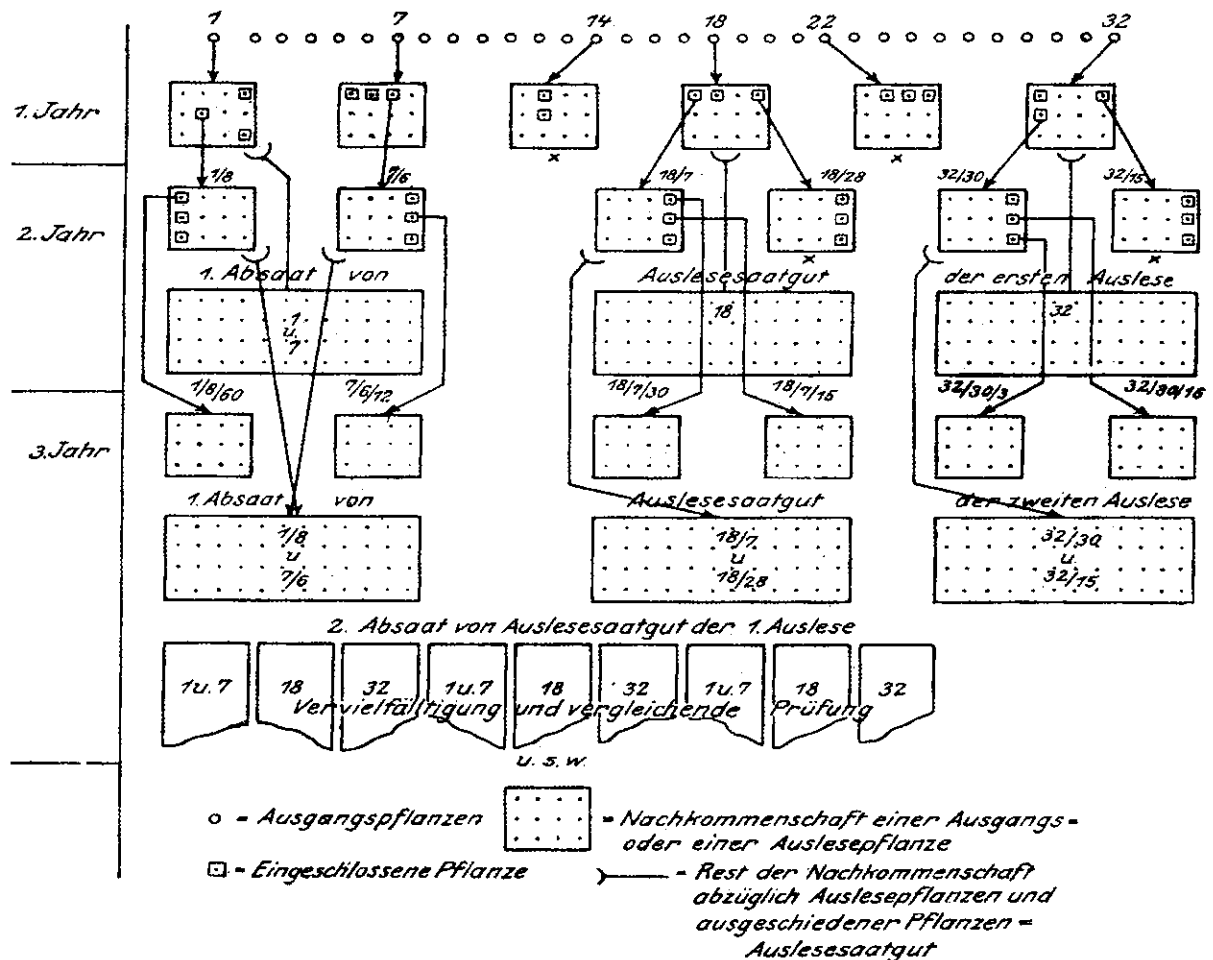 1 7 14 18 22 32
1. Jahr
x x
1/8 7/6 18/7 18/28 32/30 32/15
2. Jahr
x x
1. Absaat von Auslesesaatgut der ersten Auslese
1 18 32
u.
7
1/8/60 7/6/12 18/7/30 18/7/15 32/30/3 32/30/16
3. Jahr
1. Absaat von Auslesesaatgut der zweiten Auslese
1/8 18/7 32/30
u u u.
7/6 18/28 32/15
2. Absaat von Auslesesaatgut der 1. Auslese
1 u. 7 18 32 1 u. 7 18 32 1 u. 7 18 32
Vervielfältigung und vergleichende Prüfung
u. s. w.
o = Ausgangspflanzen
= Nachkommenschaft einer Ausgangs=
oder einer Auslesepflanze
= Eingeschlossene Pflanze
= Rest der Nachkommenschaft
abzüglich Auslesepflanzen und
ausgeschiedener Pflanzen =
Auslesesaatgut